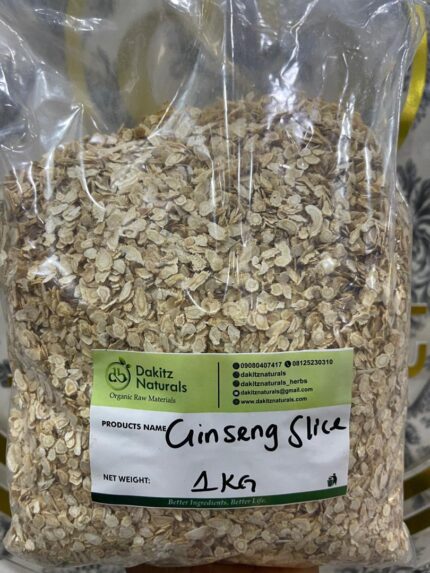 Dakitz
Naturals
Organic Raw Materials
09080407417 08125230310
dakitznaturals
dakitznaturals_herbs
dakitznaturals@gmail.com
www.dakitznaturals.com
PRODUCTS NAME Ginseng Slice
NET WEIGHT: 1KG
Better Ingredients, Better Life.